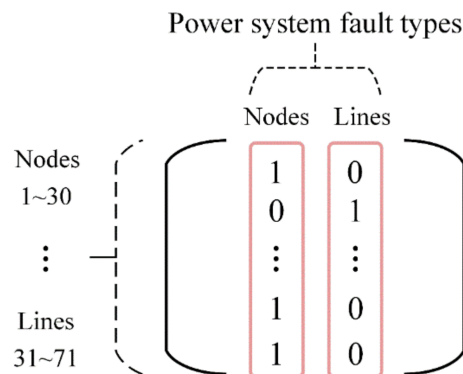 Power system fault types
Nodes Lines
Nodes
1~30
1 0
0 1
⋮ ⋮ ⋮
Lines
31~71
1 0
1 0